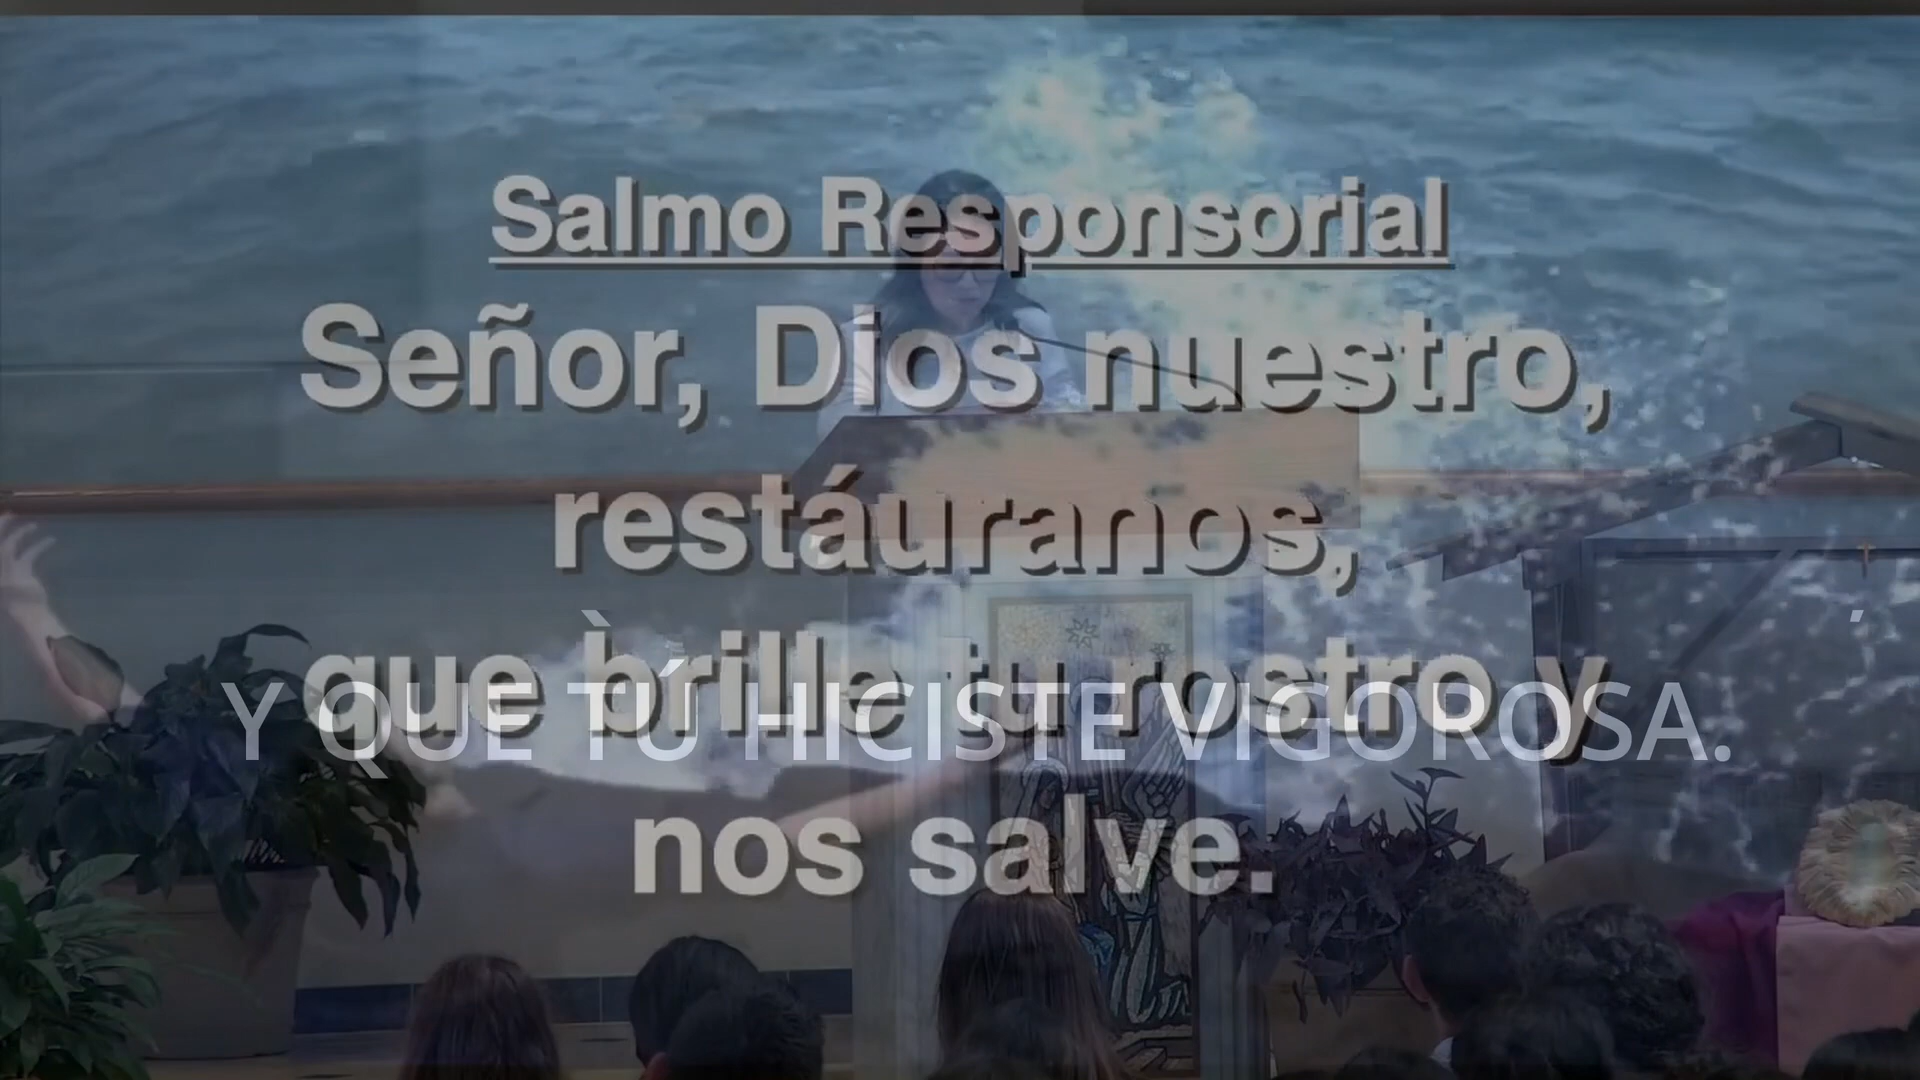 Salmo Responsorial
Señor, Dios nuestro,
restáuranos,
que brille tu rostro y
Y QUE TÚ HICISTE VIGOROSA.
nos salve.